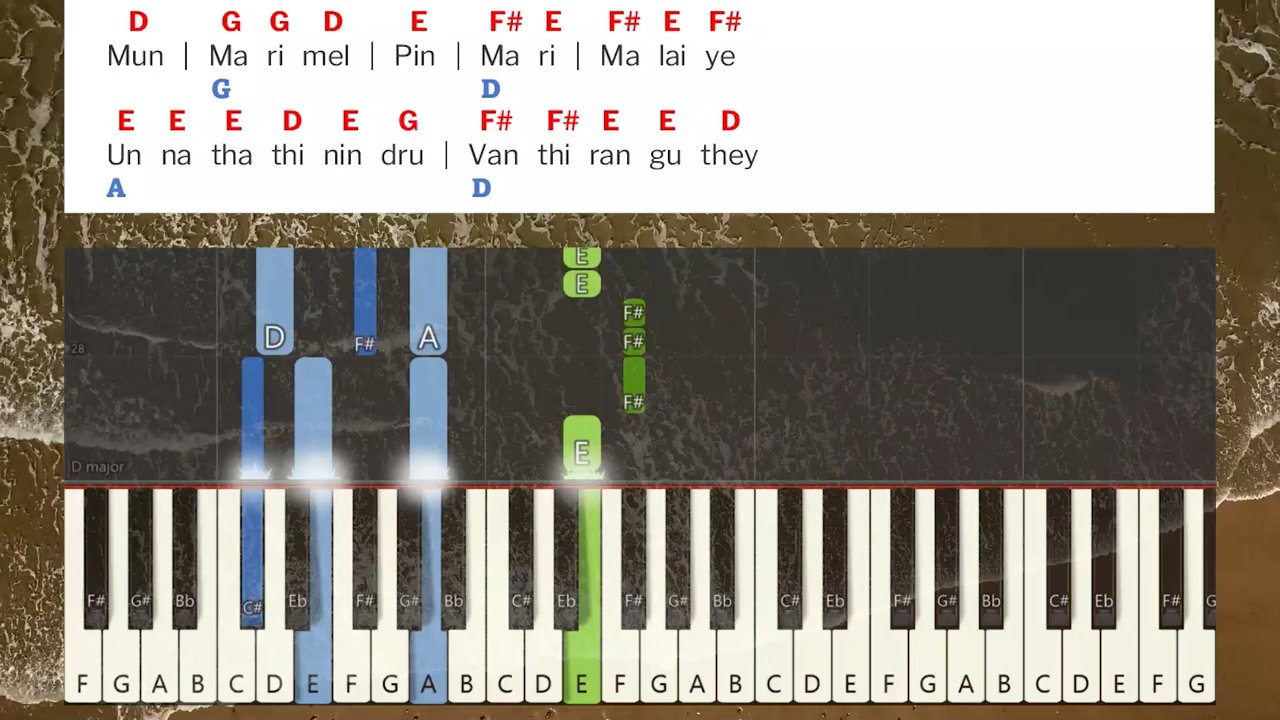 D G G D E F# E F# E F#
Mun | Ma ri mel | Pin | Ma ri | Ma lai ye
G D
E E E D E G F# F# E E D
Un na tha thi nin dru | Van thi ran gu they
A D
E
E
F#
D F# A F#
28
F#
E
D major
F# G# Bb C# Eb F# G# Bb C# Eb F# G# Bb C# Eb F# G# Bb C# Eb F# G
F G A B C D E F G A B C D E F G A B C D E F G A B C D E F G